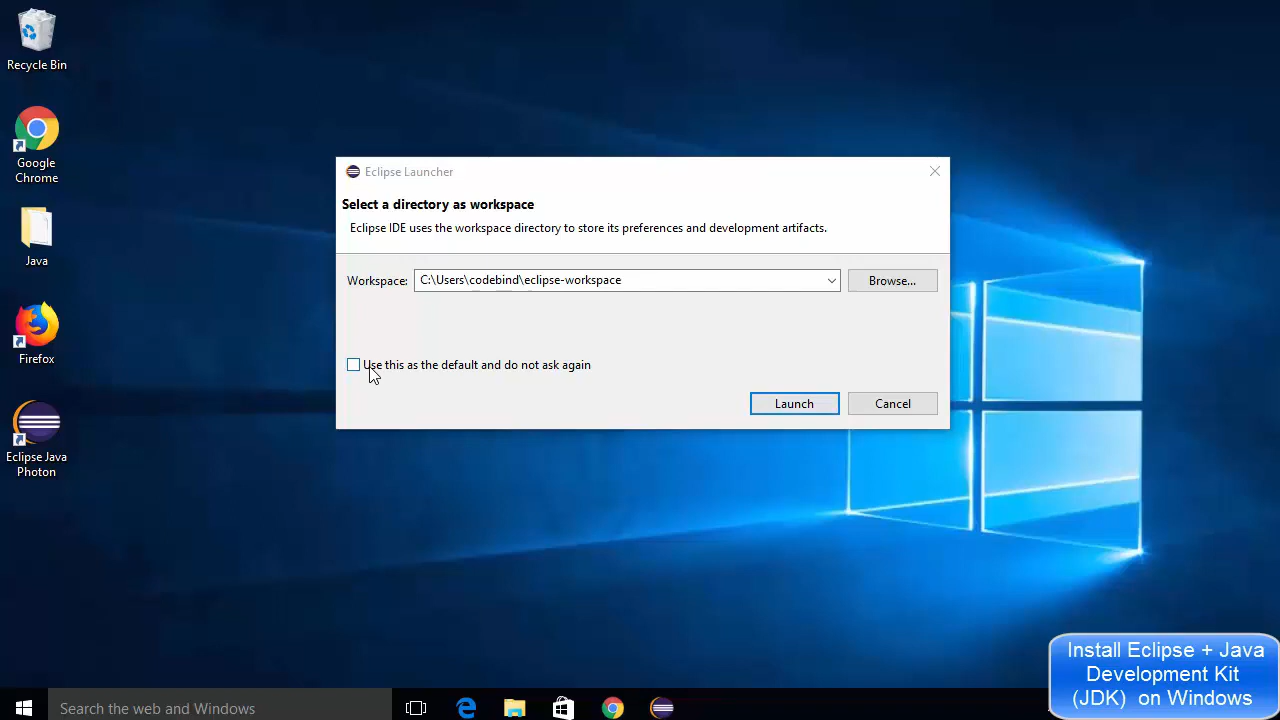 Recycle Bin
Google
Chrome
Java
Firefox
Eclipse Java
Photon
Eclipse Launcher
Select a directory as workspace
Eclipse IDE uses the workspace directory to store its preferences and development artifacts.
Workspace: C:\Users\codebind\eclipse-workspace Browse...
Use this as the default and do not ask again
Launch Cancel
Install Eclipse + Java
Development Kit
(JDK) on Windows
Search the web and Windows